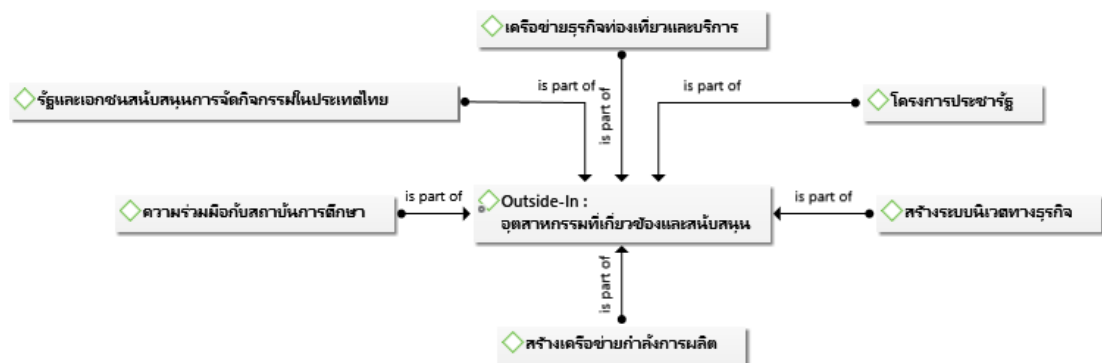 เครือข่ายธุรกิจท่องเที่ยวและบริการ
is part of
is part of
is part of
รัฐและเอกชนสนับสนุนการจัดกิจกรรมในประเทศไทย
โครงการประชารัฐ
is part of
is part of
ความร่วมมือกับสถาบันการศึกษา
Outside-In :
อุตสาหกรรมที่เกี่ยวข้องและสนับสนุน
สร้างระบบนิเวศทางธุรกิจ
is part of
สร้างเครือข่ายกำลังการผลิต